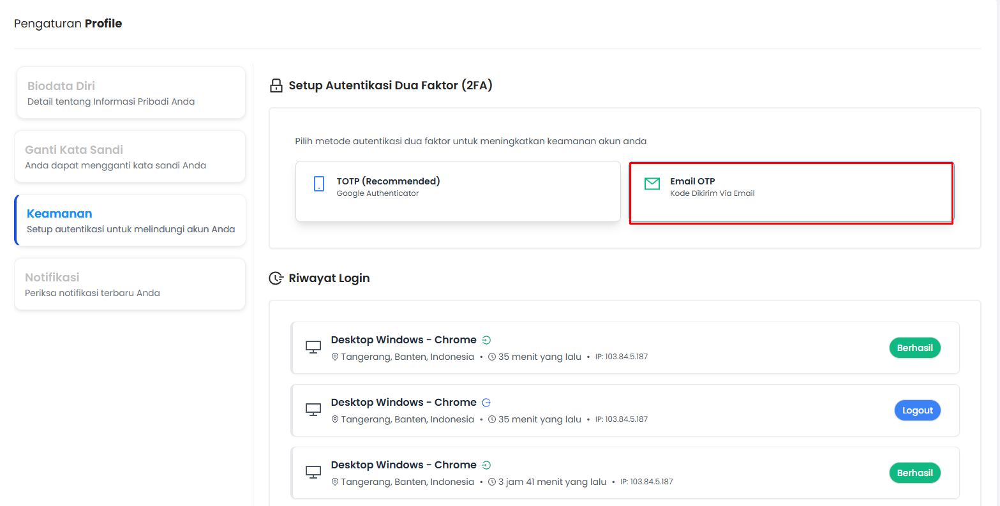 Pengaturan Profile
Biodata Diri
Detail tentang Informasi Pribadi Anda
Ganti Kata Sandi
Anda dapat mengganti kata sandi Anda
Keamanan
Setup autentikasi untuk melindungi akun Anda
Notifikasi
Periksa notifikasi terbaru Anda
Setup Autentikasi Dua Faktor (2FA)
Pilih metode autentikasi dua faktor untuk meningkatkan keamanan akun anda
TOTP (Recommended)
Google Authenticator
Email OTP
Kode Dikirim Via Email
Riwayat Login
Desktop Windows - Chrome
Tangerang, Banten, Indonesia • 35 menit yang lalu • IP: 103.84.5.187
Berhasil
Desktop Windows - Chrome
Tangerang, Banten, Indonesia • 35 menit yang lalu • IP: 103.84.5.187
Logout
Desktop Windows - Chrome
Tangerang, Banten, Indonesia • 3 jam 41 menit yang lalu • IP: 103.84.5.187
Berhasil